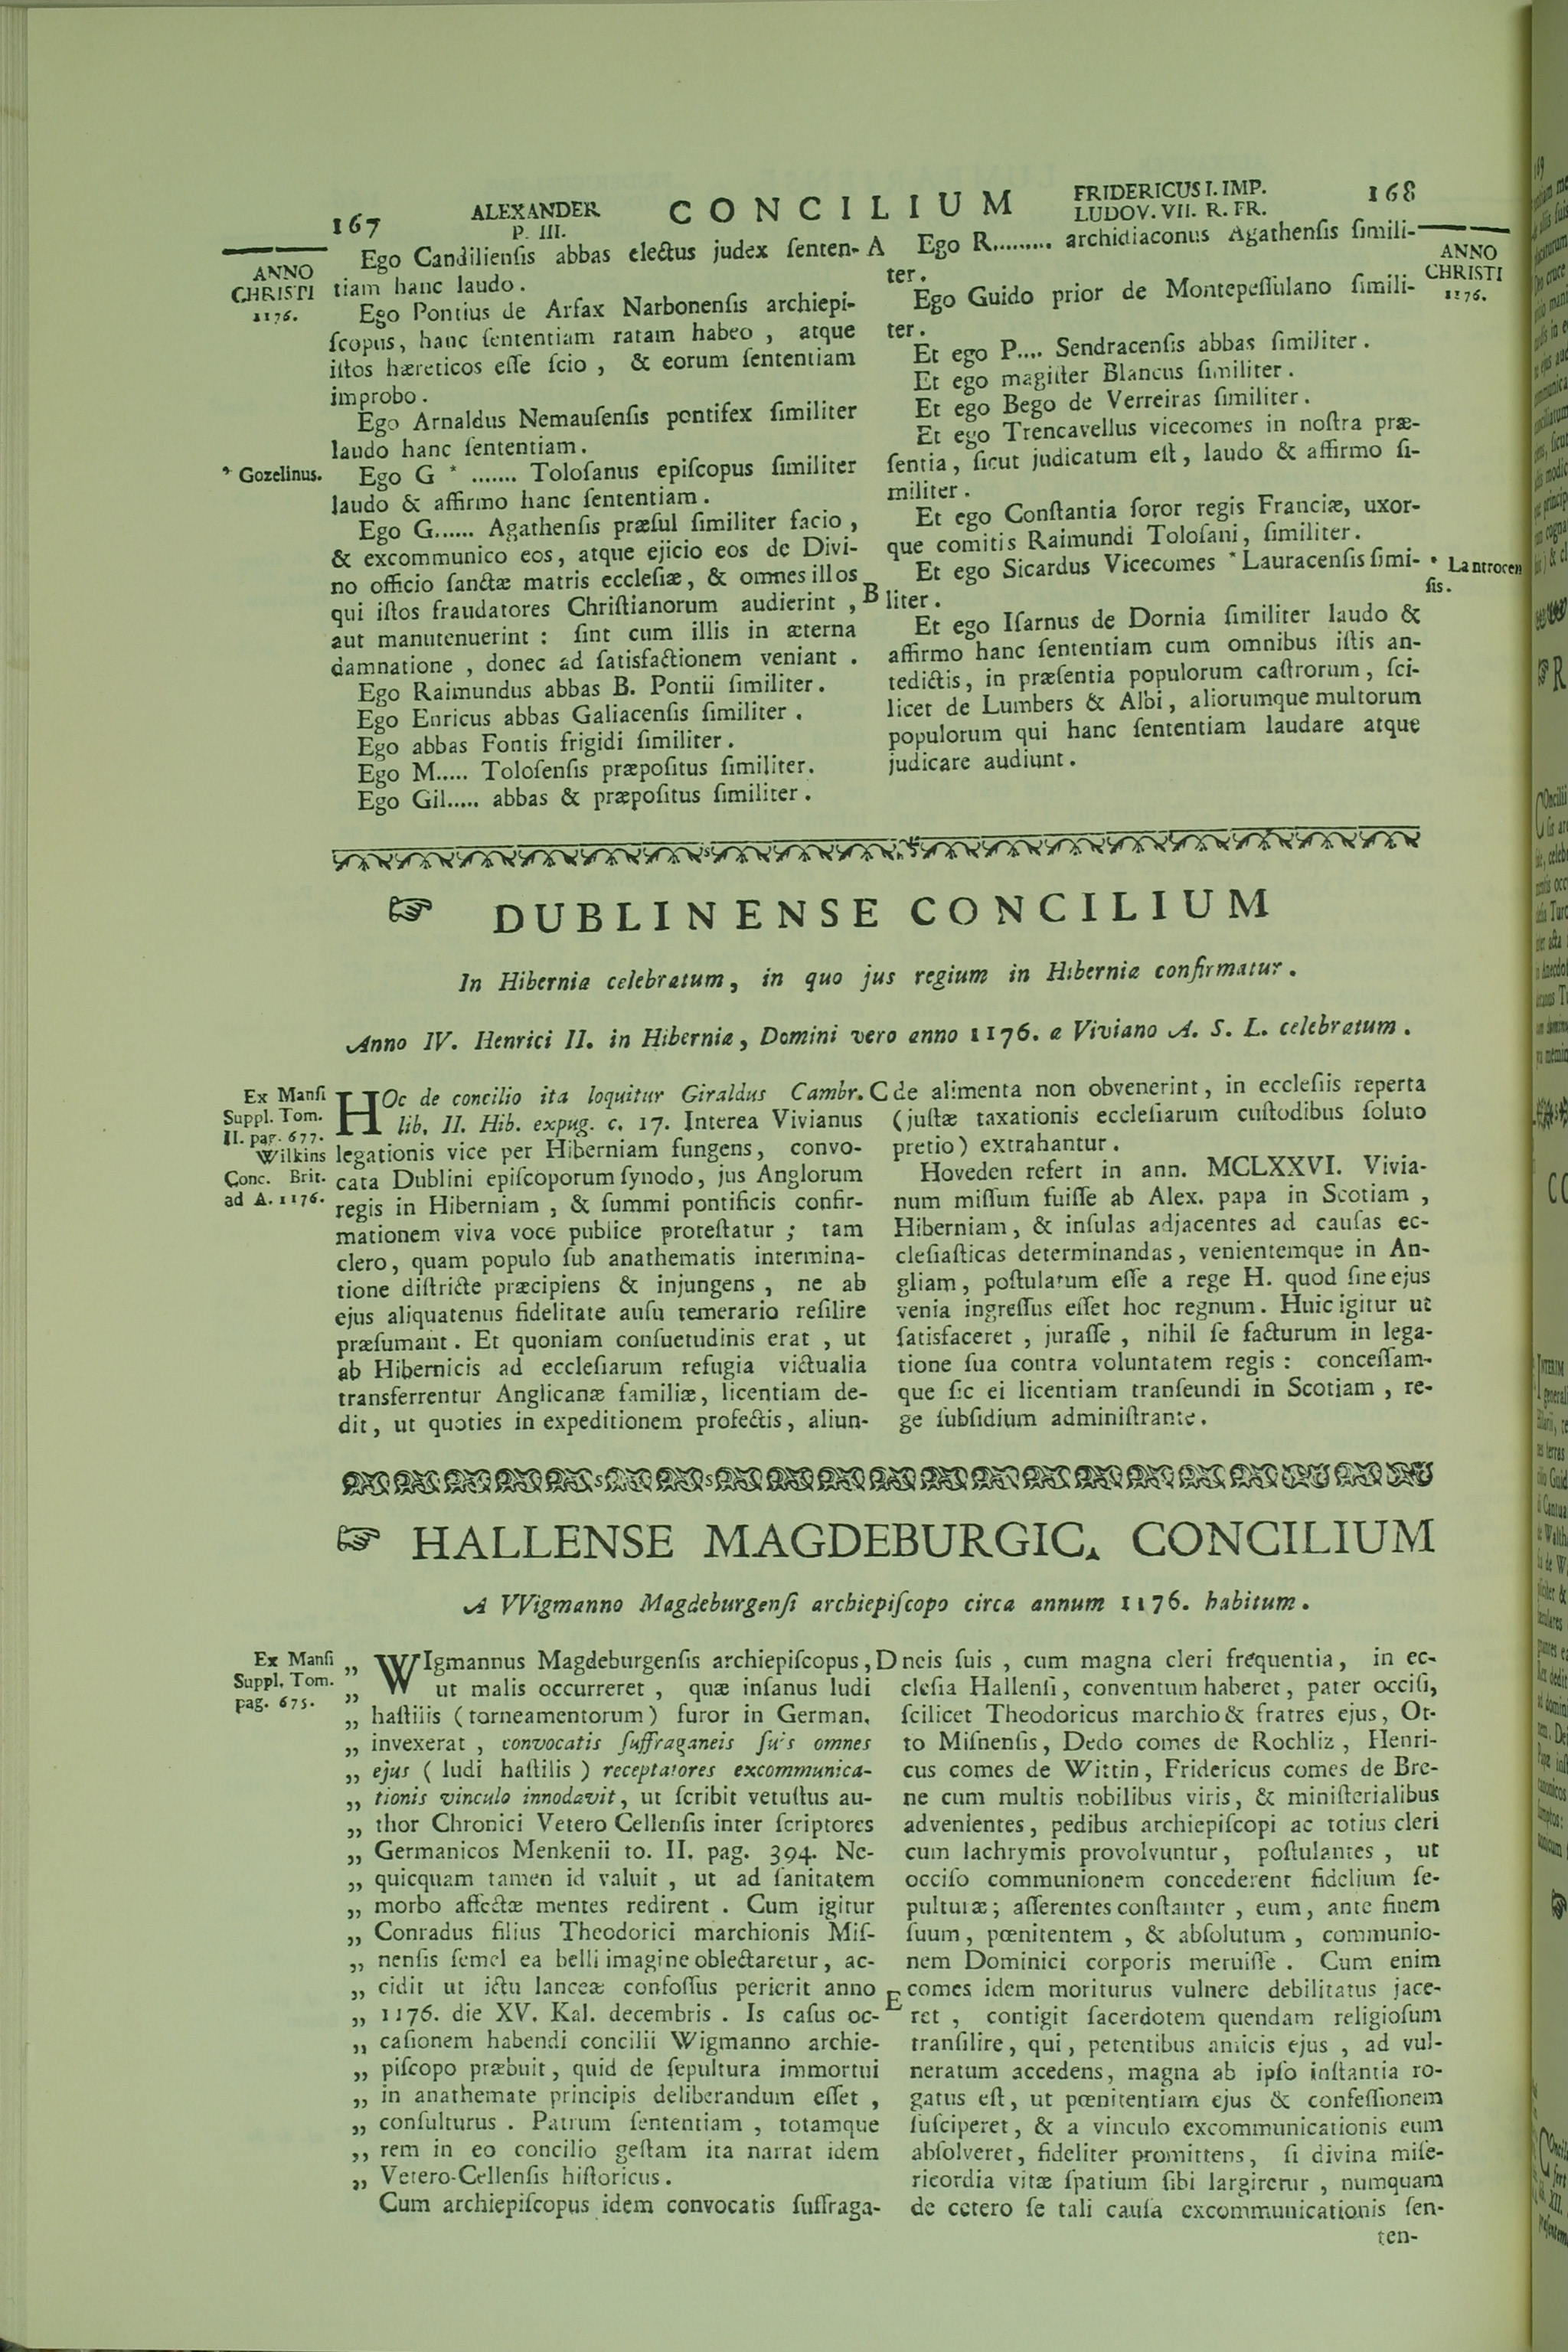 167 ALEXANDER P. III. CONCILIUM FRIDERICUS I. IMP. LUDOV. VII. R. FR. 168
ANNO
CHRISTI
1176.
Ego Candilienſis abbas electus judex ſenten-
tiam hanc laudo.
Ego Pontius de Arſax Narbonenſis archiepi-
ſcopus, hanc ſententiam ratam habeo, atque
iſtos hæreticos eſſe ſcio, & eorum ſententiam
improbo.
Ego Arnaldus Nemauſenſis pontifex ſimiliter
laudo hanc ſententiam.
* Gozelinus.
Ego G * ....... Toloſanus epiſcopus ſimiliter
laudo & affirmo hanc ſententiam.
Ego G...... Agathenſis præſul ſimiliter facio,
& excommunico eos, atque ejicio eos de Divi-
no officio ſanctæ matris eccleſiæ, & omnes illos
qui iſtos fraudatores Chriſtianorum audierint,
aut manutenuerint: ſint cum illis in æterna
damnatione, donec ad ſatisfactionem veniant.
Ego Raimundus abbas B. Pontii ſimiliter.
Ego Enricus abbas Galiacenſis ſimiliter.
Ego abbas Fontis frigidi ſimiliter.
Ego M..... Toloſenſis præpoſitus ſimiliter.
Ego Gil..... abbas & præpoſitus ſimiliter.
A
B
Ego R......... archidiaconus Agathenſis ſimili-
ter.
Ego Guido prior de Montepeſſulano ſimili-
ter.
Et ego P.... Sendracenſis abbas ſimiliter.
Et ego magiſter Blancus ſimiliter.
Et ego Bego de Verreiras ſimiliter.
Et ego Trencavellus vicecomes in noſtra præ-
ſentia, ſicut judicatum eſt, laudo & affirmo ſi-
militer.
Et ego Conſtantia ſoror regis Franciæ, uxor-
que comitis Raimundi Toloſani, ſimiliter.
Et ego Sicardus Vicecomes * Lauracenſis ſimi-
liter.
Et ego Iſarnus de Dornia ſimiliter laudo &
affirmo hanc ſententiam cum omnibus iſtis an-
tedictis, in præſentia populorum caſtrorum, ſci-
licet de Lumbers & Albi, aliorumque multorum
populorum qui hanc ſententiam laudare atque
judicare audiunt.
ANNO
CHRISTI
1176.
* Lantrocen
ſis.
☞ DUBLINENSE CONCILIUM
In Hibernia celebratum, in quo jus regium in Hibernia confirmatur.
Anno IV. Henrici II. in Hibernia, Domini vero anno 1176. a Viviano A. S. L. celebratum.
Ex Manſi
Suppl. Tom.
II. pag. 677.
Wilkins
Conc. Brit.
ad A. 1176.
HOc de concilio ita loquitur Giraldus Cambr.
lib. II. Hib. expug. c. 17. Interea Vivianus
legationis vice per Hiberniam fungens, convo-
cata Dublini epiſcoporum ſynodo, jus Anglorum
regis in Hiberniam, & ſummi pontificis confir-
mationem viva voce publice proteſtatur; tam
clero, quam populo ſub anathematis intermina-
tione diſtricte præcipiens & injungens, ne ab
ejus aliquatenus fidelitate auſu temerario reſilire
præſumant. Et quoniam conſuetudinis erat, ut
ab Hibernicis ad eccleſiarum refugia victualia
transferrentur Anglicanæ familiæ, licentiam de-
dit, ut quoties in expeditionem profectis, aliun-
C
de alimenta non obvenerint, in eccleſiis reperta
(juſtæ taxationis eccleſiarum cuſtodibus ſoluto
pretio) extrahantur.
Hoveden refert in ann. MCLXXVI. Vivia-
num miſſum fuiſſe ab Alex. papa in Scotiam,
Hiberniam, & inſulas adjacentes ad cauſas ec-
cleſiaſticas determinandas, venientemque in An-
gliam, poſtulatum eſſe a rege H. quod ſine ejus
venia ingreſſus eſſet hoc regnum. Huic igitur ut
ſatisfaceret, juraſſe, nihil ſe facturum in lega-
tione ſua contra voluntatem regis: conceſſam-
que ſic ei licentiam tranſeundi in Scotiam, re-
ge ſubſidium adminiſtrante.
☞ HALLENSE MAGDEBURGIC. CONCILIUM
A VVigmanno Magdeburgenſi archiepiſcopo circa annum 1176. habitum.
Ex Manſi
Suppl. Tom.
pag. 675.
„ WIgmannus Magdeburgenſis archiepiſcopus,
„ ut malis occurreret, quæ inſanus ludi
„ haſtilis (torneamentorum) furor in German.
„ invexerat, convocatis ſuffraganeis ſuis omnes
„ ejus (ludi haſtilis) receptatores excommunica-
„ tionis vinculo innodavit, ut ſcribit vetuſtus au-
„ thor Chronici Vetero Cellenſis inter ſcriptores
„ Germanicos Menkenii to. II. pag. 394. Ne-
„ quicquam tamen id valuit, ut ad ſanitatem
„ morbo affectæ mentes redirent. Cum igitur
„ Conradus filius Theodorici marchionis Miſ-
„ nenſis ſemel ea belli imagine oblectaretur, ac-
„ cidit ut ictu lanceæ confoſſus perierit anno
„ 1176. die XV. Kal. decembris. Is caſus oc-
„ caſionem habendi concilii Wigmanno archie-
„ piſcopo præbuit, quid de ſepultura immortui
„ in anathemate principis deliberandum eſſet,
„ conſulturus. Patrum ſententiam, totamque
„ rem in eo concilio geſtam ita narrat idem
„ Vetero-Cellenſis hiſtoricus.
Cum archiepiſcopus idem convocatis ſuffraga-
D
E
neis ſuis, cum magna cleri frequentia, in ec-
cleſia Hallenſi, conventum haberet, pater occiſi,
ſcilicet Theodoricus marchio & fratres ejus, Ot-
to Miſnenſis, Dedo comes de Rochliz, Henri-
cus comes de Wittin, Fridericus comes de Bre-
ne cum multis nobilibus viris, & miniſterialibus
advenientes, pedibus archiepiſcopi ac totius cleri
cum lachrymis provolvuntur, poſtulantes, ut
occiſo communionem concederent fidelium ſe-
pulturæ; aſſerentes conſtanter, eum, ante finem
ſuum, pœnitentem, & abſolutum, communio-
nem Dominici corporis meruiſſe. Cum enim
comes idem moriturus vulnere debilitatus jace-
ret, contigit ſacerdotem quendam religioſum
tranſilire, qui, petentibus amicis ejus, ad vul-
neratum accedens, magna ab ipſo inſtantia ro-
gatus eſt, ut pœnitentiam ejus & confeſſionem
ſuſciperet, & a vinculo excommunicationis eum
abſolveret, fideliter promittens, ſi divina miſe-
ricordia vitæ ſpatium ſibi largiretur, numquam
de cetero ſe tali cauſa excommunicationis ſen-
ten-